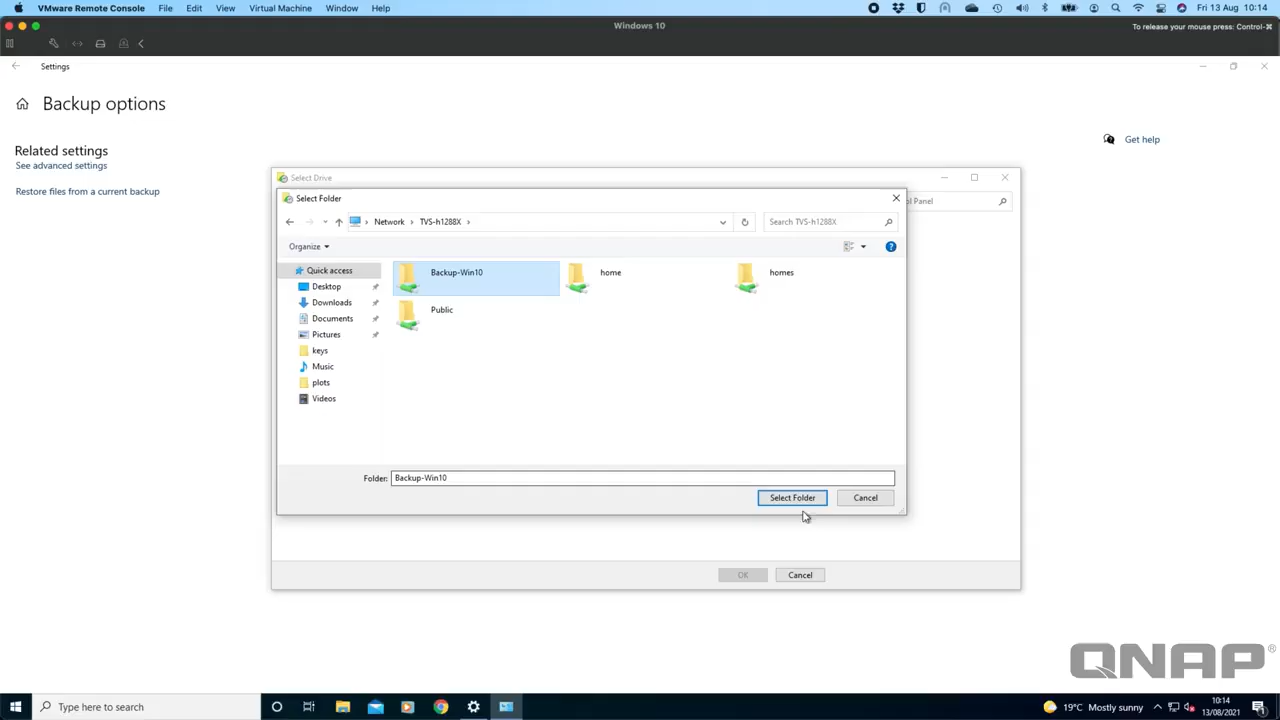 VMware Remote Console File Edit View Virtual Machine Window Help Fri 13 Aug 10:14
Windows 10
To release your mouse press: Control-⌘
Settings
Backup options
Related settings
See advanced settings
Restore files from a current backup
Get help
Select Drive
Select Folder
ol Panel
Network TVS-h1288X
Search TVS-h1288X
Organize
Quick access
Desktop
Downloads
Documents
Pictures
keys
Music
plots
Videos
Backup-Win10
home
homes
Public
Folder: Backup-Win10
Select Folder Cancel
OK Cancel
QNAP®
Type here to search
19°C Mostly sunny
10:14
13/08/2021
1